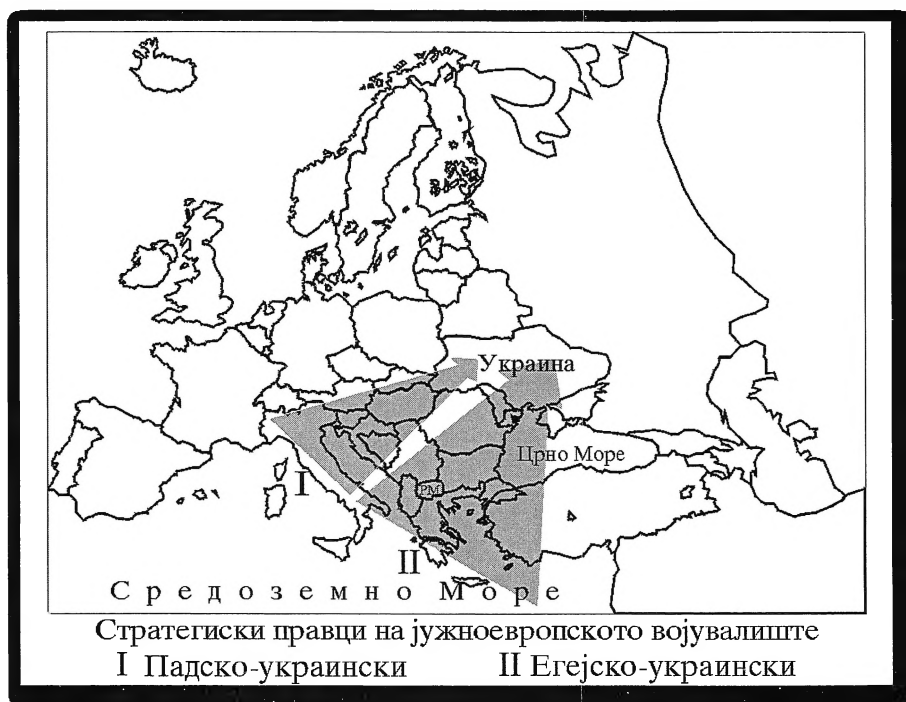 Украина
Црно Море
I
РМ
II
Средоземно Море
Стратегиски правци на јужноевропското војувалиште
I Падско-украински II Егејско-украински